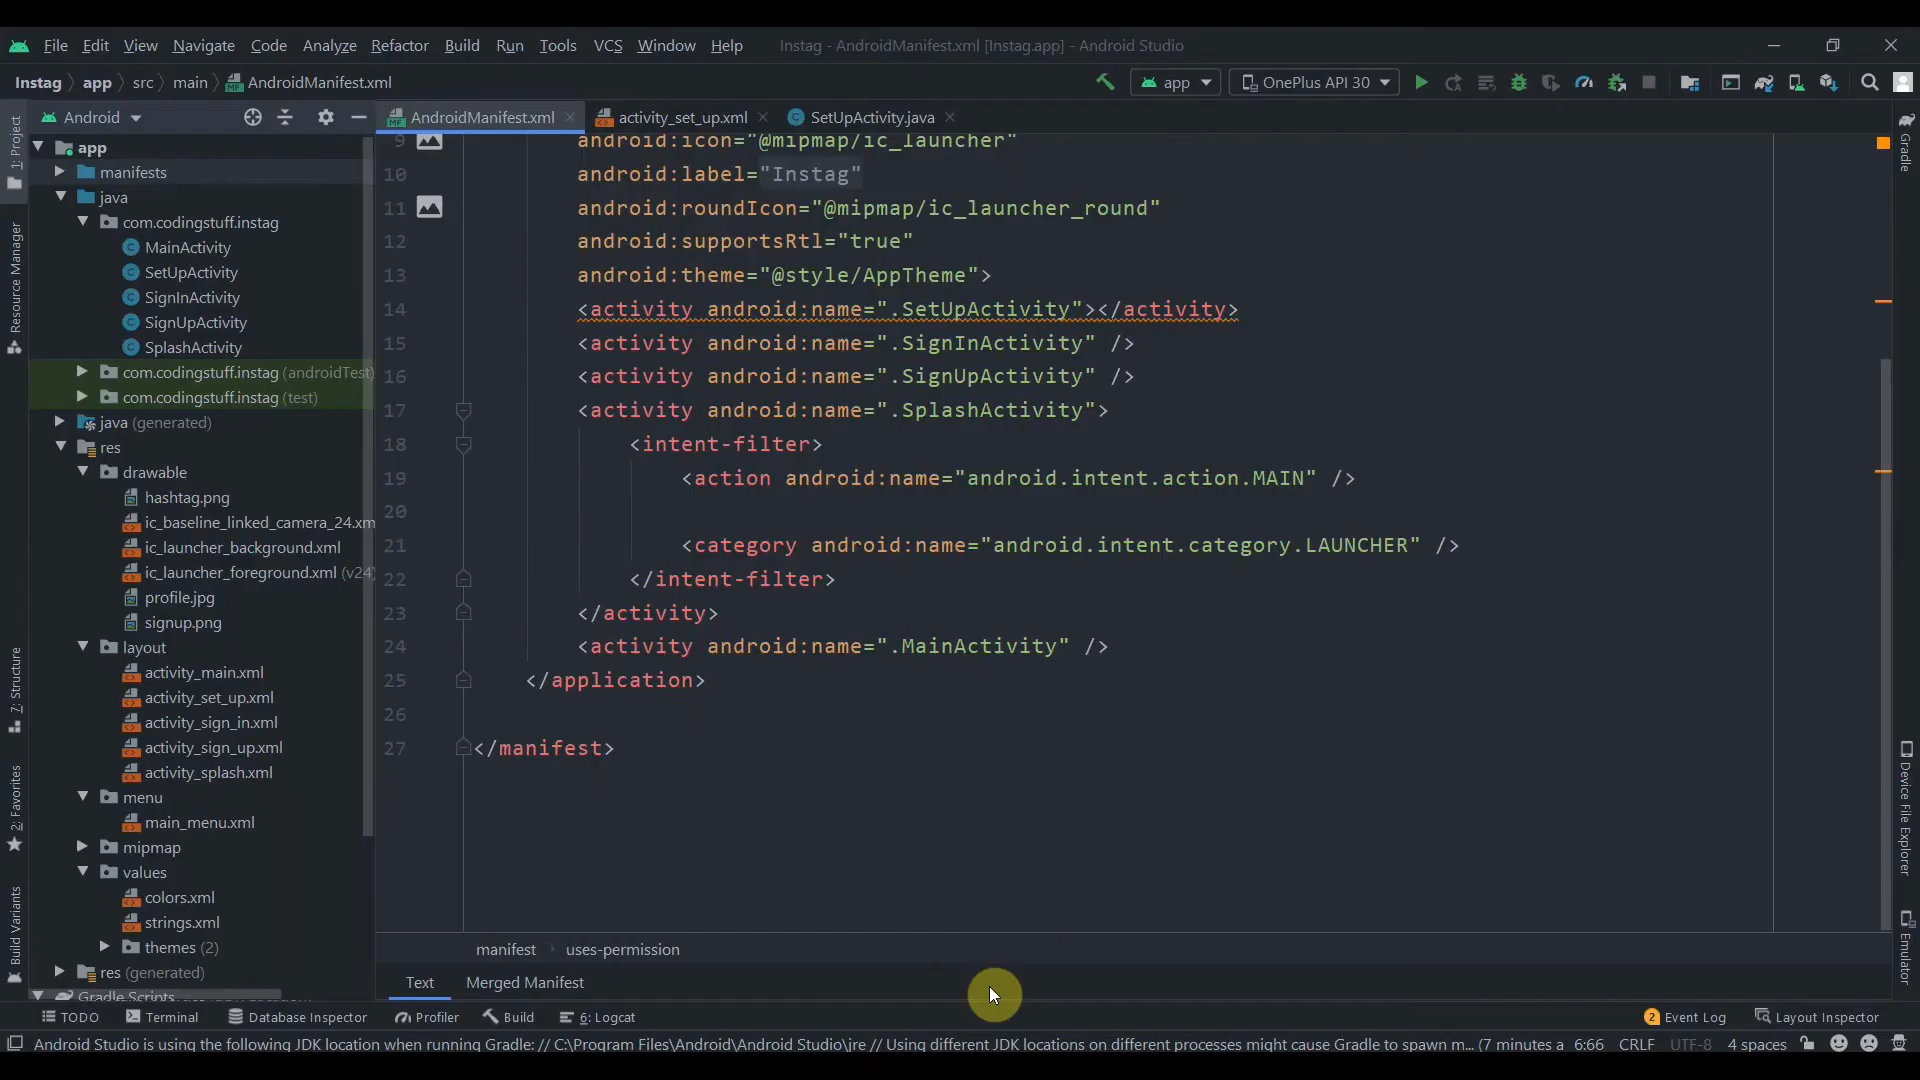 File Edit View Navigate Code Analyze Refactor Build Run Tools VCS Window Help Instag - AndroidManifest.xml [Instag.app] - Android Studio
Instag app src main AndroidManifest.xml app OnePlus API 30
Android AndroidManifest.xml activity_set_up.xml SetUpActivity.java
1: Project
Resource Manager
7: Structure
2: Favorites
Build Variants
app
manifests
java
com.codingstuff.instag
MainActivity
SetUpActivity
SignInActivity
SignUpActivity
SplashActivity
com.codingstuff.instag (androidTest)
com.codingstuff.instag (test)
java (generated)
res
drawable
hashtag.png
ic_baseline_linked_camera_24.xm
ic_launcher_background.xml
ic_launcher_foreground.xml (v24)
profile.jpg
signup.png
layout
activity_main.xml
activity_set_up.xml
activity_sign_in.xml
activity_sign_up.xml
activity_splash.xml
menu
main_menu.xml
mipmap
values
colors.xml
strings.xml
themes (2)
res (generated)
Gradle Scripts
9 android:icon="@mipmap/ic_launcher"
10 android:label="Instag"
11 android:roundIcon="@mipmap/ic_launcher_round"
12 android:supportsRtl="true"
13 android:theme="@style/AppTheme">
14 <activity android:name=".SetUpActivity"></activity>
15 <activity android:name=".SignInActivity" />
16 <activity android:name=".SignUpActivity" />
17 <activity android:name=".SplashActivity">
18 <intent-filter>
19 <action android:name="android.intent.action.MAIN" />
20
21 <category android:name="android.intent.category.LAUNCHER" />
22 </intent-filter>
23 </activity>
24 <activity android:name=".MainActivity" />
25 </application>
26
27 </manifest>
manifest uses-permission
Text Merged Manifest
Gradle
Device File Explorer
Emulator
TODO Terminal Database Inspector Profiler Build 6: Logcat 2 Event Log Layout Inspector
Android Studio is using the following JDK location when running Gradle: // C:\Program Files\Android\Android Studio\jre // Using different JDK locations on different processes might cause Gradle to spawn m... (7 minutes a 6:66 CRLF UTF-8 4 spaces